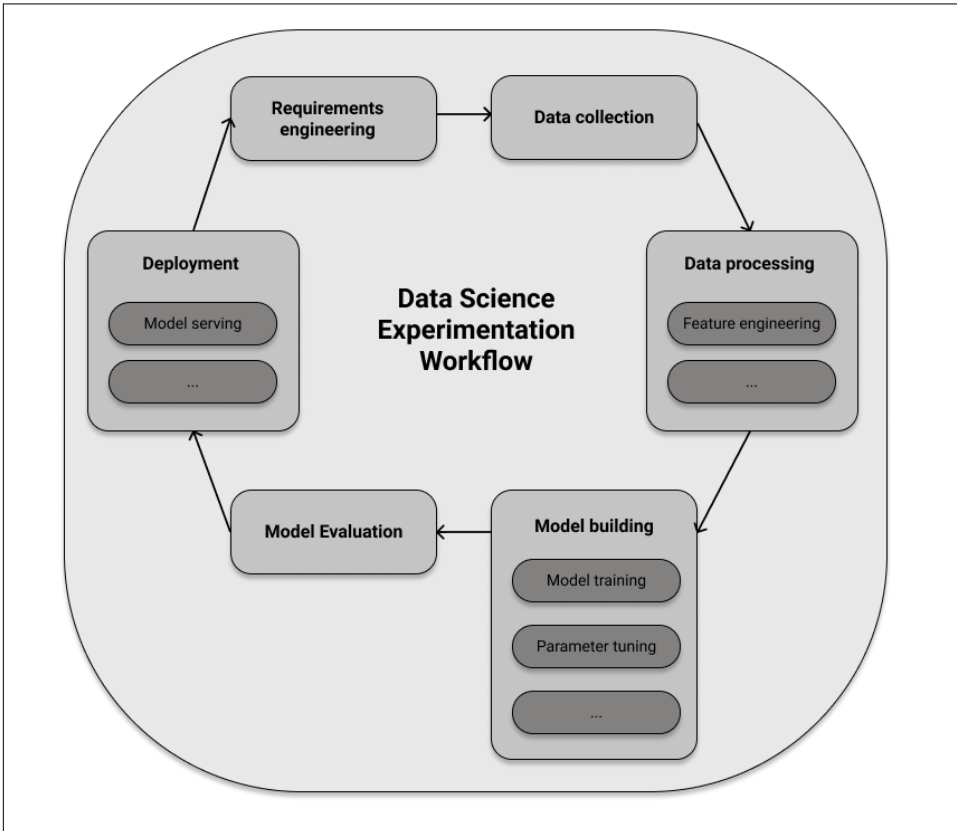 Requirements
engineering
Data collection
Deployment
Model serving
...
Data Science
Experimentation
Workflow
Data processing
Feature engineering
...
Model Evaluation
Model building
Model training
Parameter tuning
...